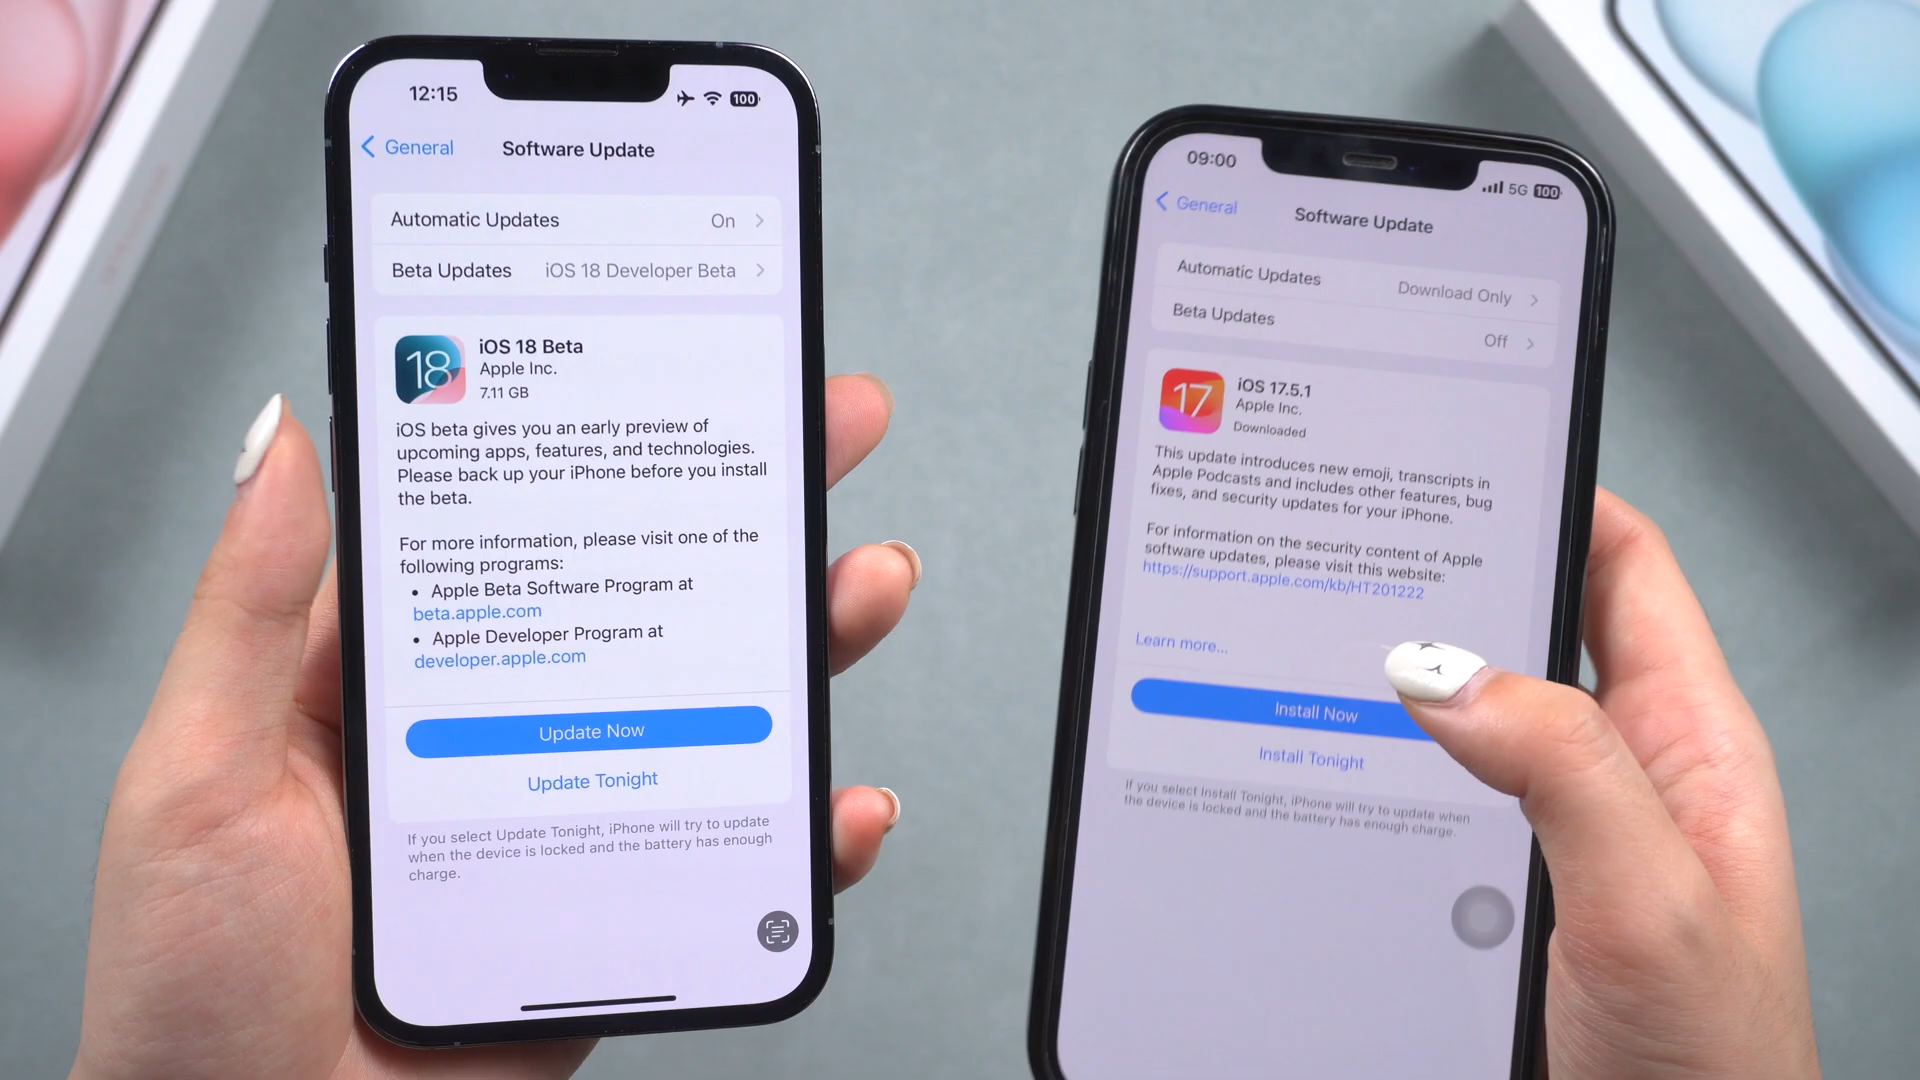 12:15
100
General
Software Update
Automatic Updates On
Beta Updates iOS 18 Developer Beta
18
iOS 18 Beta
Apple Inc.
7.11 GB
iOS beta gives you an early preview of
upcoming apps, features, and technologies.
Please back up your iPhone before you install
the beta.
For more information, please visit one of the
following programs:
• Apple Beta Software Program at
beta.apple.com
• Apple Developer Program at
developer.apple.com
Update Now
Update Tonight
If you select Update Tonight, iPhone will try to update
when the device is locked and the battery has enough
charge.
09:00
5G 100
General
Software Update
Automatic Updates Download Only
Beta Updates Off
17
iOS 17.5.1
Apple Inc.
Downloaded
This update introduces new emoji, transcripts in
Apple Podcasts and includes other features, bug
fixes, and security updates for your iPhone.
For information on the security content of Apple
software updates, please visit this website:
https://support.apple.com/kb/HT201222
Learn more...
Install Now
Install Tonight
If you select Install Tonight, iPhone will try to update when
the device is locked and the battery has enough charge.